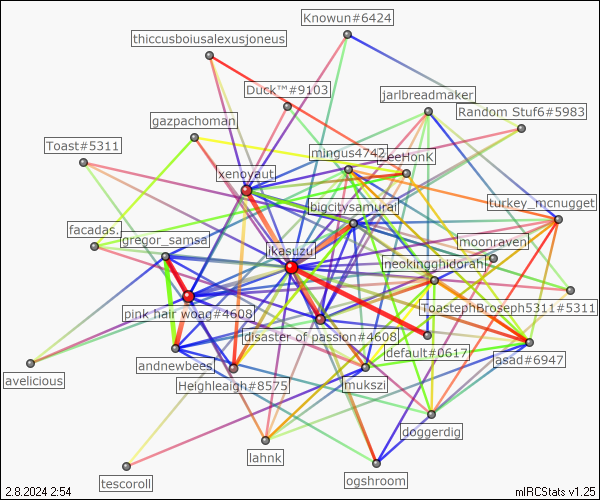 Knowun#6424
thiccusboiusalexusjoneus
Duck™#9103
jarlbreadmaker
Random Stuf6#5983
gazpachoman
Toast#5311
mingus4742
LeeHonK
xenoyaut
bigcitysamurai
turkey_mcnugget
facadas.
gregor_samsa
ikasuzu
moonraven
neokingghidorah
pink hair woag#4608
ToastephBroseph5311#5311
disaster of passion#4608
default#0617
asad#6947
andnewbees
avelicious
Heighleagh#8575
mukszi
doggerdig
lahnk
ogshroom
tescoroll
2.8.2024 2:54
mIRCStats v1.25